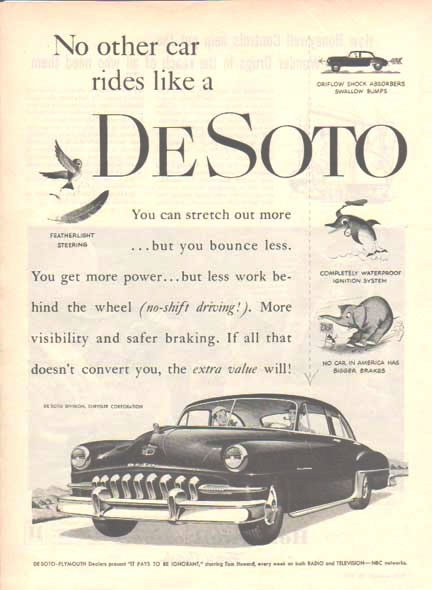 No other car
rides like a
DE SOTO
ORIFLOW SHOCK ABSORBERS
SWALLOW BUMPS
FEATHERLIGHT
STEERING
You can stretch out more
...but you bounce less.
You get more power...but less work be-
hind the wheel (no-shift driving!). More
visibility and safer braking. If all that
doesn't convert you, the extra value will!
COMPLETELY WATERPROOF
IGNITION SYSTEM
NO CAR IN AMERICA HAS
BIGGER BRAKES
DE SOTO DIVISION, CHRYSLER CORPORATION
DE SOTO
DE SOTO-PLYMOUTH Dealers present "IT PAYS TO BE IGNORANT," starring Tom Howard, every week on both RADIO and TELEVISION—NBC networks.